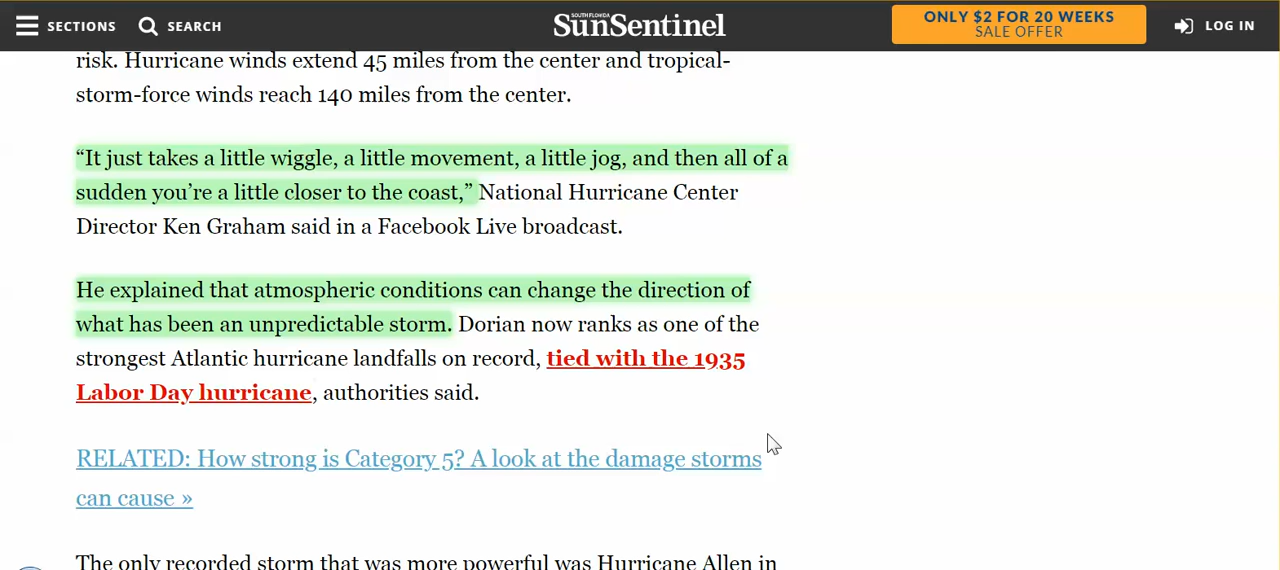 SECTIONS
SEARCH
SOUTH FLORIDA
SunSentinel
ONLY $2 FOR 20 WEEKS
SALE OFFER
LOG IN
risk. Hurricane winds extend 45 miles from the center and tropical-
storm-force winds reach 140 miles from the center.
“It just takes a little wiggle, a little movement, a little jog, and then all of a
sudden you’re a little closer to the coast,” National Hurricane Center
Director Ken Graham said in a Facebook Live broadcast.
He explained that atmospheric conditions can change the direction of
what has been an unpredictable storm. Dorian now ranks as one of the
strongest Atlantic hurricane landfalls on record, tied with the 1935
Labor Day hurricane, authorities said.
RELATED: How strong is Category 5? A look at the damage storms
can cause »
The only recorded storm that was more powerful was Hurricane Allen in